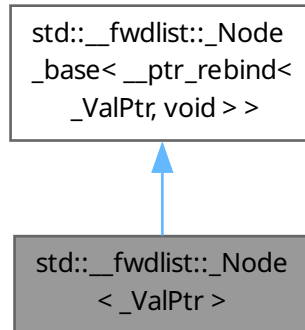 std::__fwdlist::_Node
_base< __ptr_rebind<
_ValPtr, void > >
std::__fwdlist::_Node
< _ValPtr >